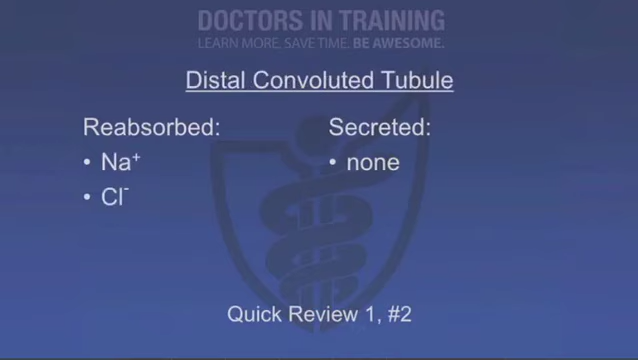 DOCTORS IN TRAINING
LEARN MORE. SAVE TIME. BE AWESOME.
Distal Convoluted Tubule
Reabsorbed:
• Na⁺
• Cl⁻
Secreted:
• none
Quick Review 1, #2